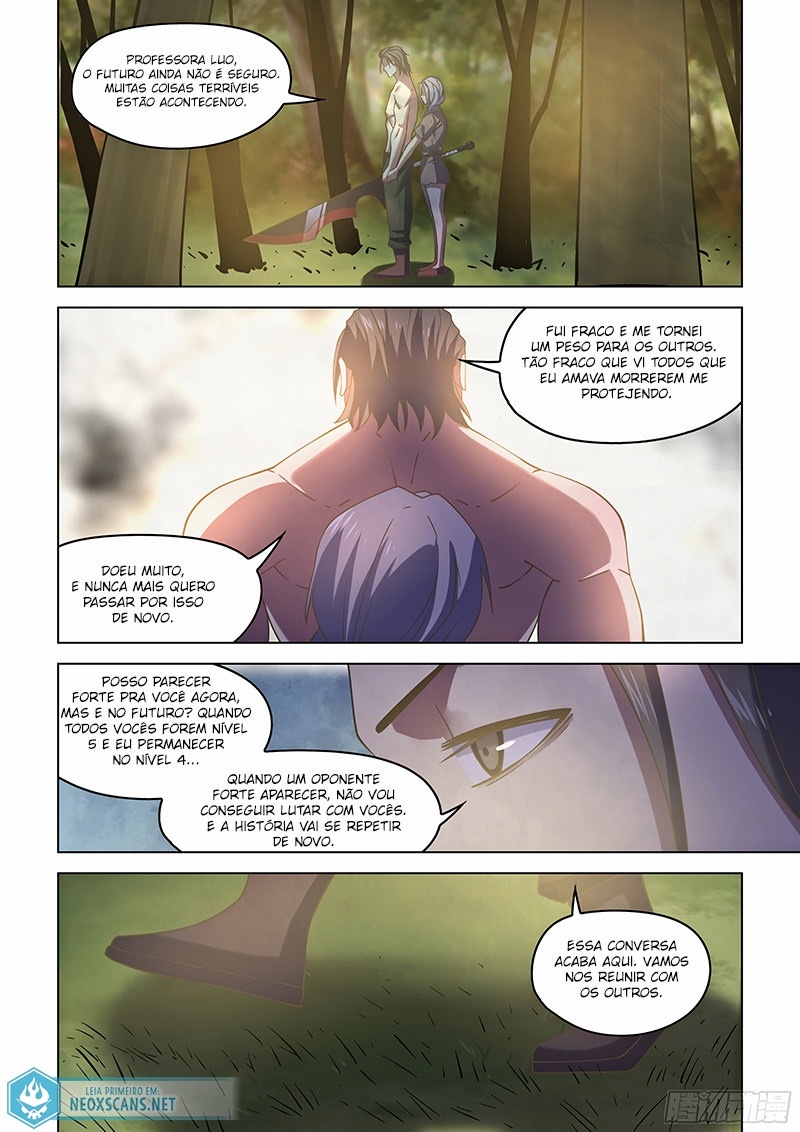 PROFESSORA LUO,
O FUTURO AINDA NÃO É SEGURO.
MUITAS COISAS TERRÍVEIS
ESTÃO ACONTECENDO.
FUI FRACO E ME TORNEI
UM PESO PARA OS OUTROS.
TÃO FRACO QUE VI TODOS QUE
EU AMAVA MORREREM ME
PROTEJENDO.
DOEU MUITO,
E NUNCA MAIS QUERO
PASSAR POR ISSO
DE NOVO.
POSSO PARECER
FORTE PRA VOCÊ AGORA,
MAS E NO FUTURO? QUANDO
TODOS VOCÊS FOREM NÍVEL
5 E EU PERMANECER
NO NÍVEL 4...
QUANDO UM OPONENTE
FORTE APARECER, NÃO VOU
CONSEGUIR LUTAR COM VOCÊS.
E A HISTÓRIA VAI SE REPETIR
DE NOVO.
ESSA CONVERSA
ACABA AQUI. VAMOS
NOS REUNIR COM
OS OUTROS.
LEIA PRIMEIRO EM:
NEOXSCANS.NET
腾讯动漫